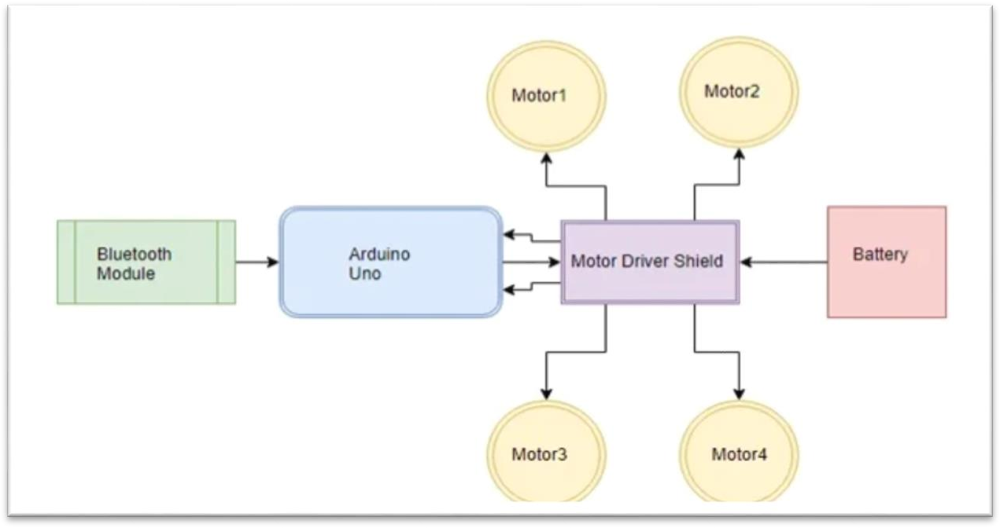 Motor1
Motor2
Bluetooth
Module
Arduino
Uno
Motor Driver Shield
Battery
Motor3
Motor4